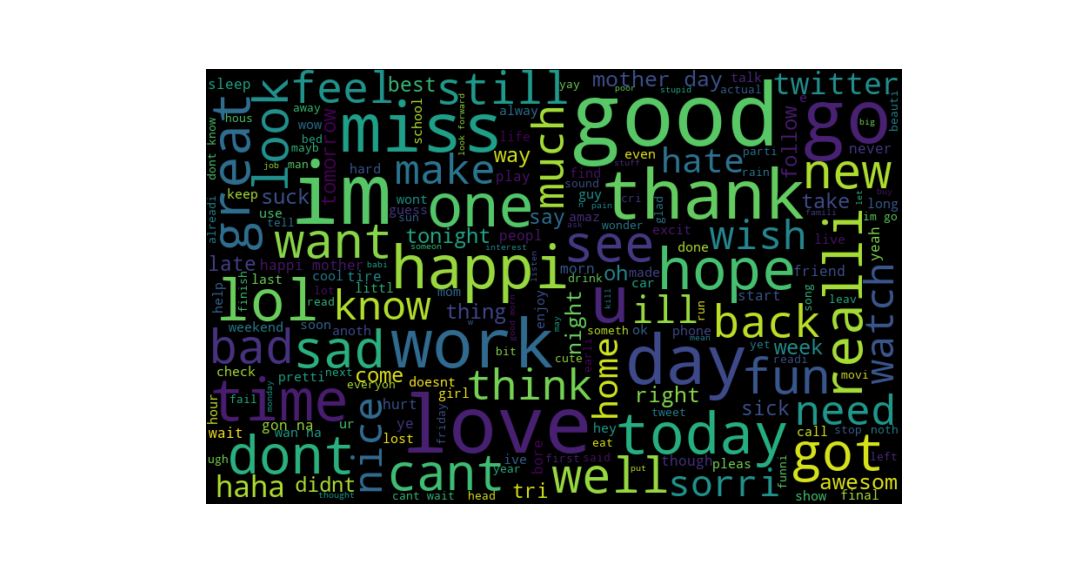 sleep
feel
best
still
yay
mother day
talk
twitter
poor
stupid
actual
look
great
away
miss
school
look forward
alway
good
go
e
beauti
hous
wow
much
life
follow
big
bed
mayb
way
even
hate
parti
never
dont know
job
man
hard
make
play
find
stuff
rain
new
keep
suck
im
tomorrow
wont
one
sound
guy
pain
cri
thank
take
long
buy
let
use
guess
sun
say
amaz
glad
famili
alreadi
tell
want
tonight
peopl
ask
wonder
see
excit
wish
live
im go
yeah
someon
interest
done
late
happi mother
babi
happi
morn
oh
made
hope
friend
realli
cool
tire
listen
drink
car
help
finish
last
lot
littl
mom
enjoy
u
kill
start
song
leav
watch
lol
read
know
thing
good morn
w
night
may
ill
run
back
weekend
soon
anoth
someth
ok
phone
mean
yet
week
bad
sad
work
bit
cute
earli
home
day
fun
readi
check
pretti
next
come
doesnt
think
movi
everyon
time
monday
hour
fail
nice
hurt
girl
right
sick
need
gon na
ur
ye
friday
love
tweet
wait
wan na
lost
hey
today
call
stop
noth
ugh
dont
cant
ive
year
bore
first
said
eat
though
pleas
funni
got
left
haha
didnt
thought
cant wait
head
tri
well
put
sorri
show
final
awesom